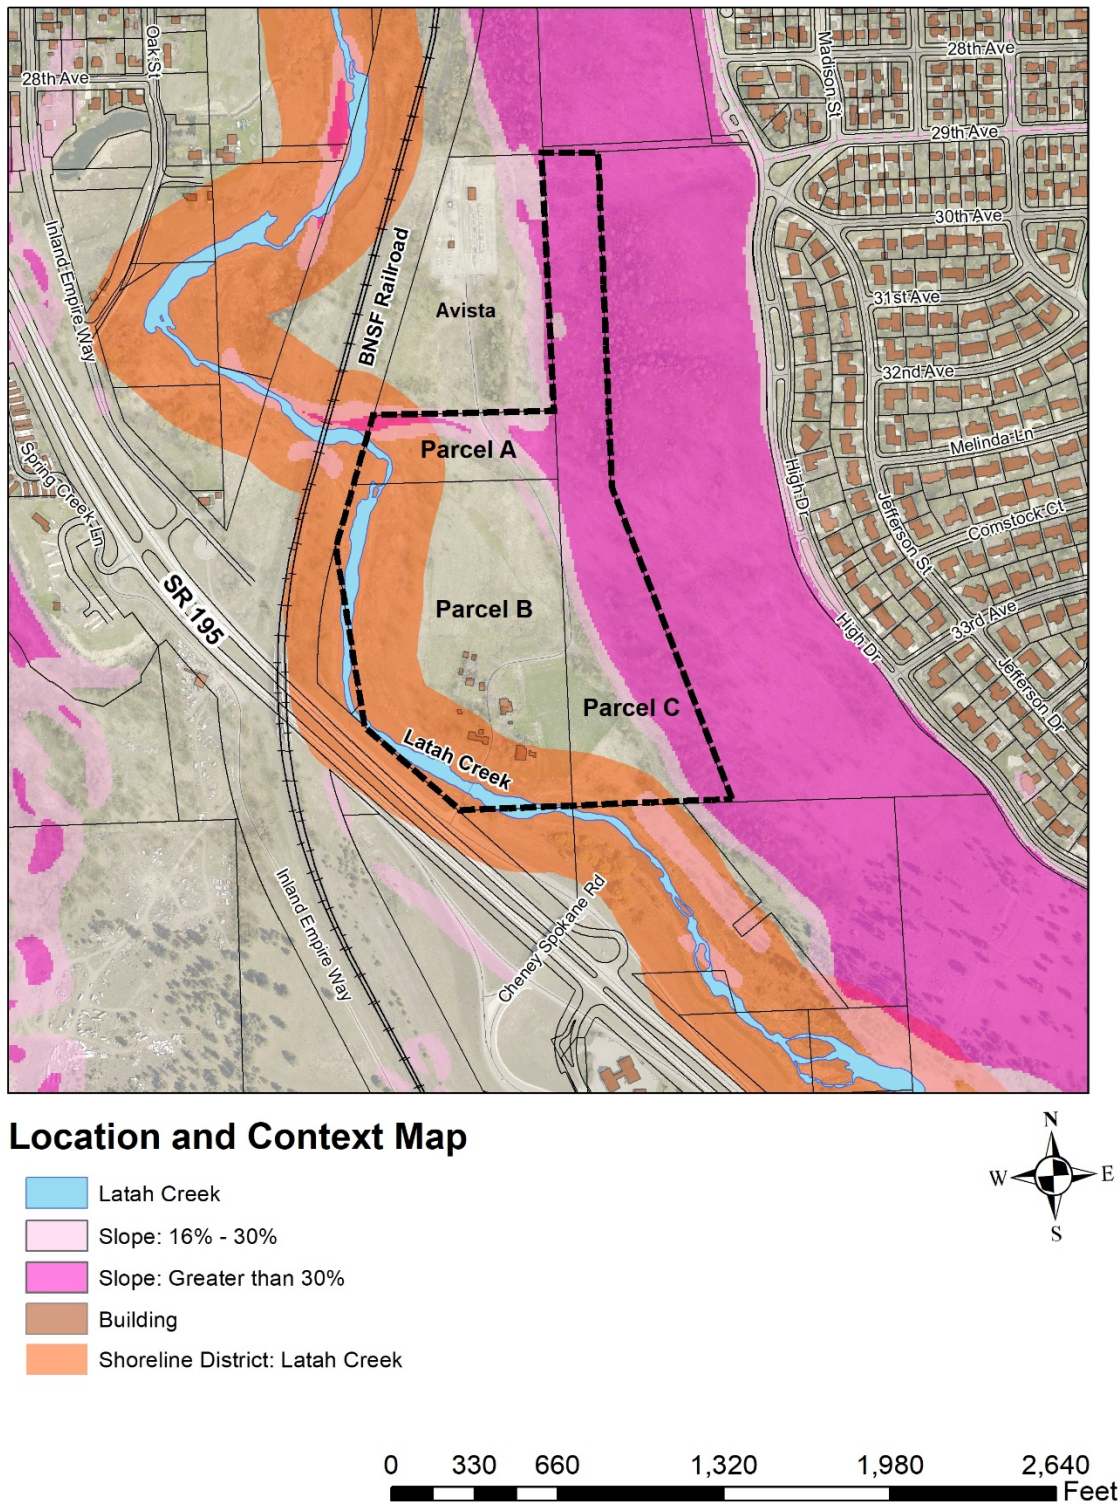 28th Ave
Oak St
Madison St
28th Ave
29th Ave
30th Ave
Inland Empire Way
BNSF Railroad
Avista
31st Ave
32nd Ave
Melinda Ln
Parcel A
Spring Creek Ln
High Dr
Jefferson St
Comstock Ct
SR 195
Parcel B
33rd Ave
High Dr
Jefferson Dr
Parcel C
Latah Creek
Inland Empire Way
Cheney Spokane Rd
Location and Context Map
N
W
E
S
Latah Creek
Slope: 16% - 30%
Slope: Greater than 30%
Building
Shoreline District: Latah Creek
0 330 660 1,320 1,980 2,640
Feet